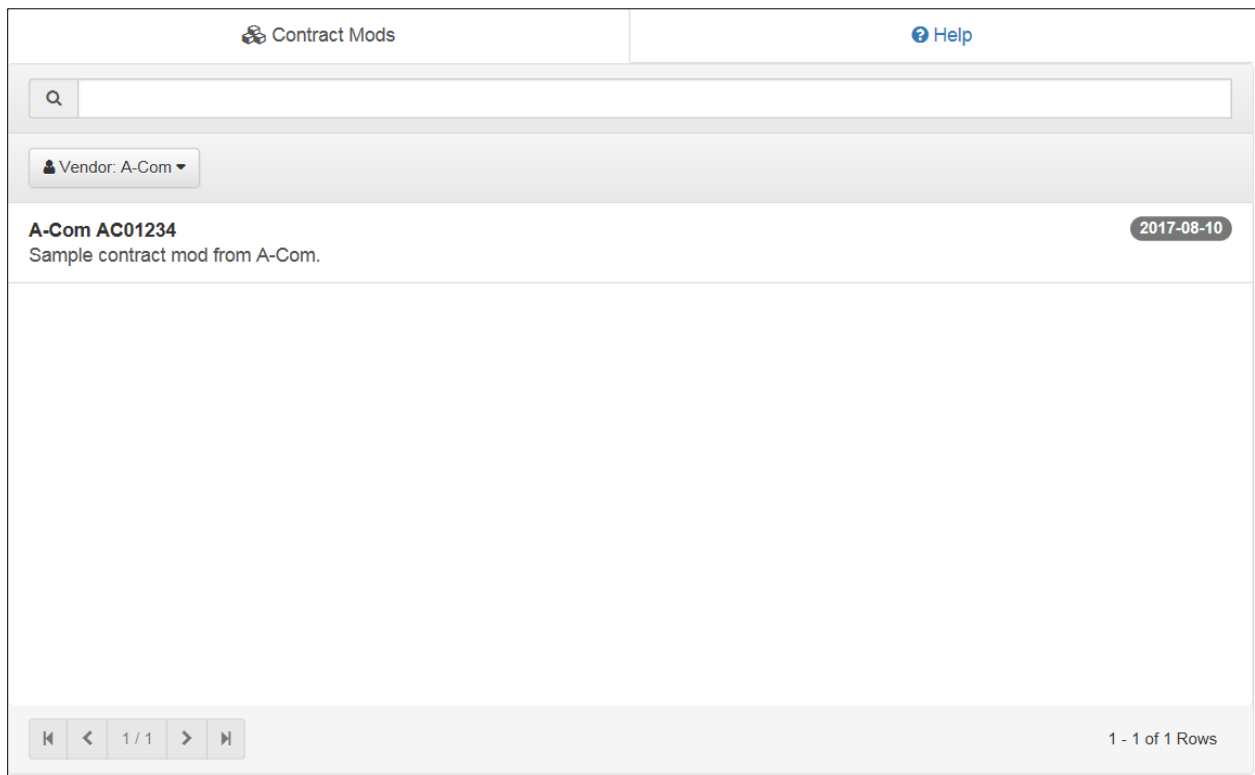 Contract Mods
Help
Vendor: A-Com
A-Com AC01234
2017-08-10
Sample contract mod from A-Com.
1 / 1
1 - 1 of 1 Rows